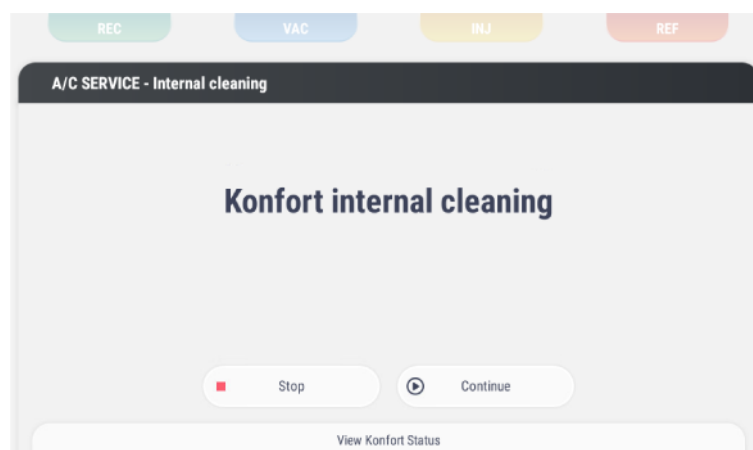 REC VAC INJ REF
A/C SERVICE - Internal cleaning
Konfort internal cleaning
Stop Continue
View Konfort Status